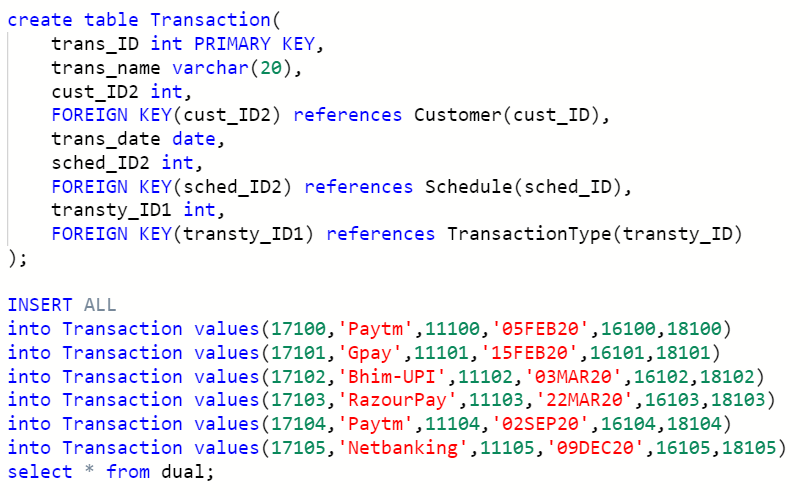 create table Transaction(
trans_ID int PRIMARY KEY,
trans_name varchar(20),
cust_ID2 int,
FOREIGN KEY(cust_ID2) references Customer(cust_ID),
trans_date date,
sched_ID2 int,
FOREIGN KEY(sched_ID2) references Schedule(sched_ID),
transty_ID1 int,
FOREIGN KEY(transty_ID1) references TransactionType(transty_ID)
);
INSERT ALL
into Transaction values(17100,'Paytm',11100,'05FEB20',16100,18100)
into Transaction values(17101,'Gpay',11101,'15FEB20',16101,18101)
into Transaction values(17102,'Bhim-UPI',11102,'03MAR20',16102,18102)
into Transaction values(17103,'RazourPay',11103,'22MAR20',16103,18103)
into Transaction values(17104,'Paytm',11104,'02SEP20',16104,18104)
into Transaction values(17105,'Netbanking',11105,'09DEC20',16105,18105)
select * from dual;